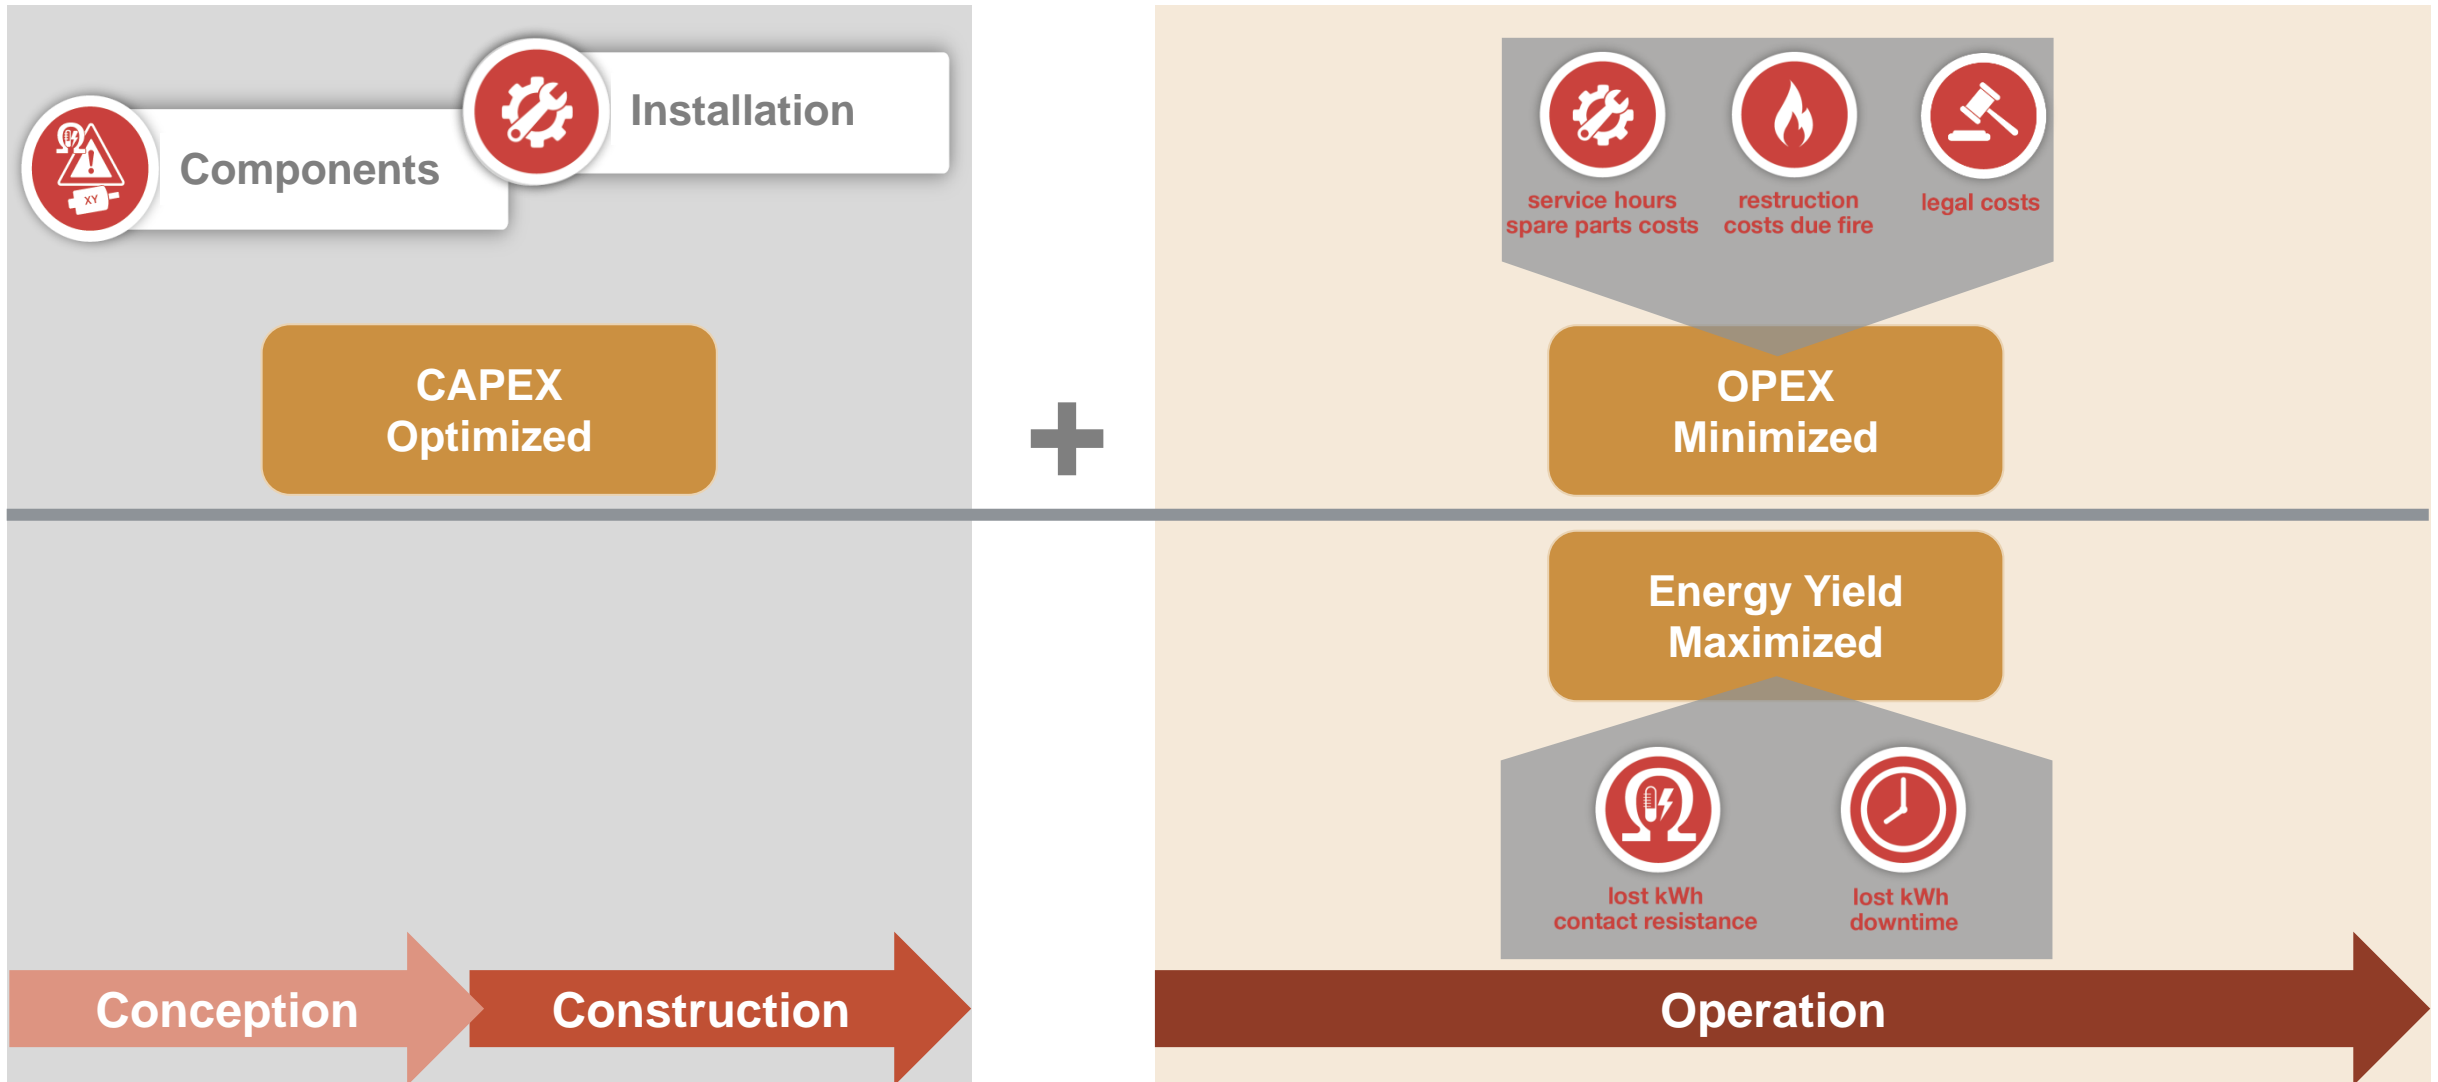 Components
Installation
CAPEX
Optimized
service hours
spare parts costs
restruction
costs due fire
legal costs
OPEX
Minimized
Energy Yield
Maximized
lost kWh
contact resistance
lost kWh
downtime
Conception
Construction
Operation
Ω
XY
!
Ω